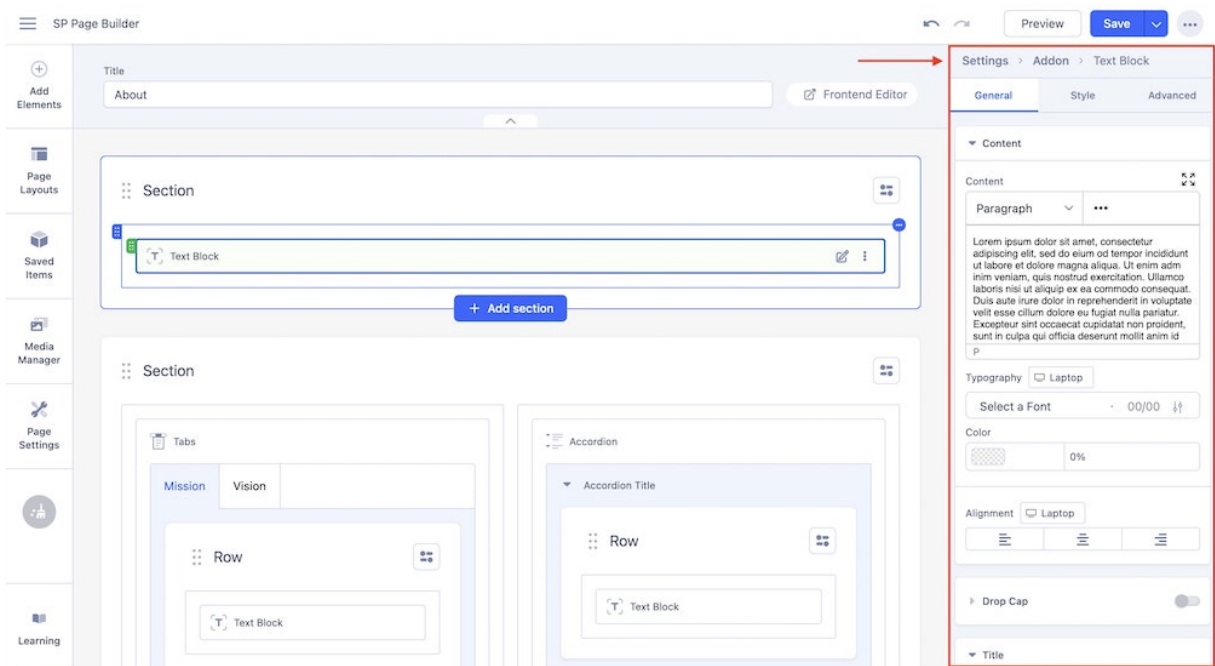 SP Page Builder
Preview
Save
Add
Elements
Page
Layouts
Saved
Items
Media
Manager
Page
Settings
Learning
Title
About
Frontend Editor
Section
Text Block
+ Add section
Section
Tabs
Mission Vision
Row
Text Block
Accordion
Accordion Title
Row
Text Block
Settings > Addon > Text Block
General Style Advanced
Content
Content
Paragraph
Lorem ipsum dolor sit amet, consectetur
adipiscing elit, sed do eium od tempor incididunt
ut labore et dolore magna aliqua. Ut enim adm
inim veniam, quis nostrud exercitation. Ullamco
laboris nisi ut aliquip ex ea commodo consequat.
Duis aute irure dolor in reprehenderit in voluptate
velit esse cillum dolore eu fugiat nulla pariatur.
Excepteur sint occaecat cupidatat non proident,
sunt in culpa qui officia deserunt mollit anim id
P
Typography Laptop
Select a Font · 00/00
Color
0%
Alignment Laptop
Drop Cap
Title